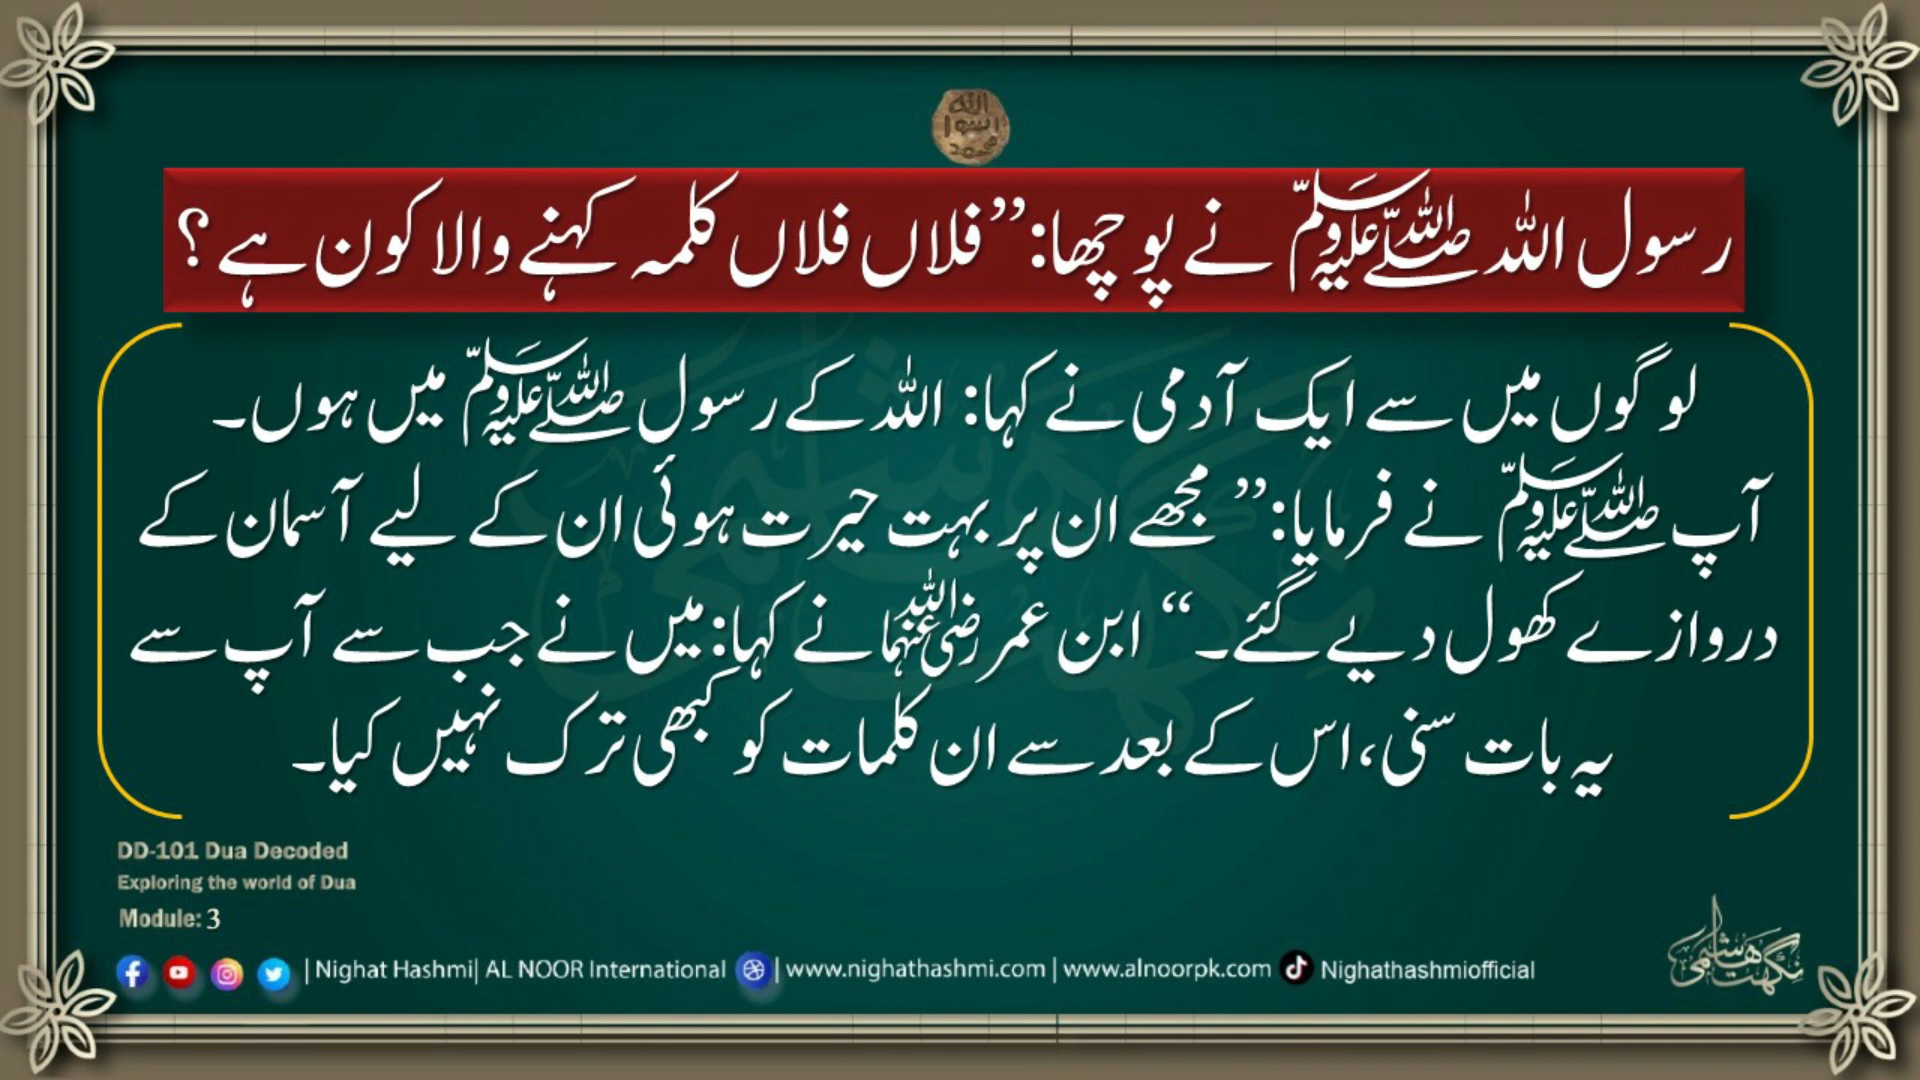 الله
رسول
محمد
رسول اللہ ﷺ نے پوچھا:”فلاں فلاں کلمہ کہنے والا کون ہے؟
لوگوں میں سے ایک آدمی نے کہا: اللہ کے رسول ﷺ میں ہوں۔
آپ ﷺ نے فرمایا:”مجھے ان پر بہت حیرت ہوئی ان کے لیے آسمان کے
دروازے کھول دیے گئے۔“ ابن عمر رضی اللہ عنہما نے کہا: میں نے جب سے آپ سے
یہ بات سنی، اس کے بعد سے ان کلمات کو کبھی ترک نہیں کیا۔
DD-101 Dua Decoded
Exploring the world of Dua
Module: 3
| Nighat Hashmi| AL NOOR International | www.nighathashmi.com | www.alnoorpk.com Nighathashmiofficial
نگہت ہاشمی